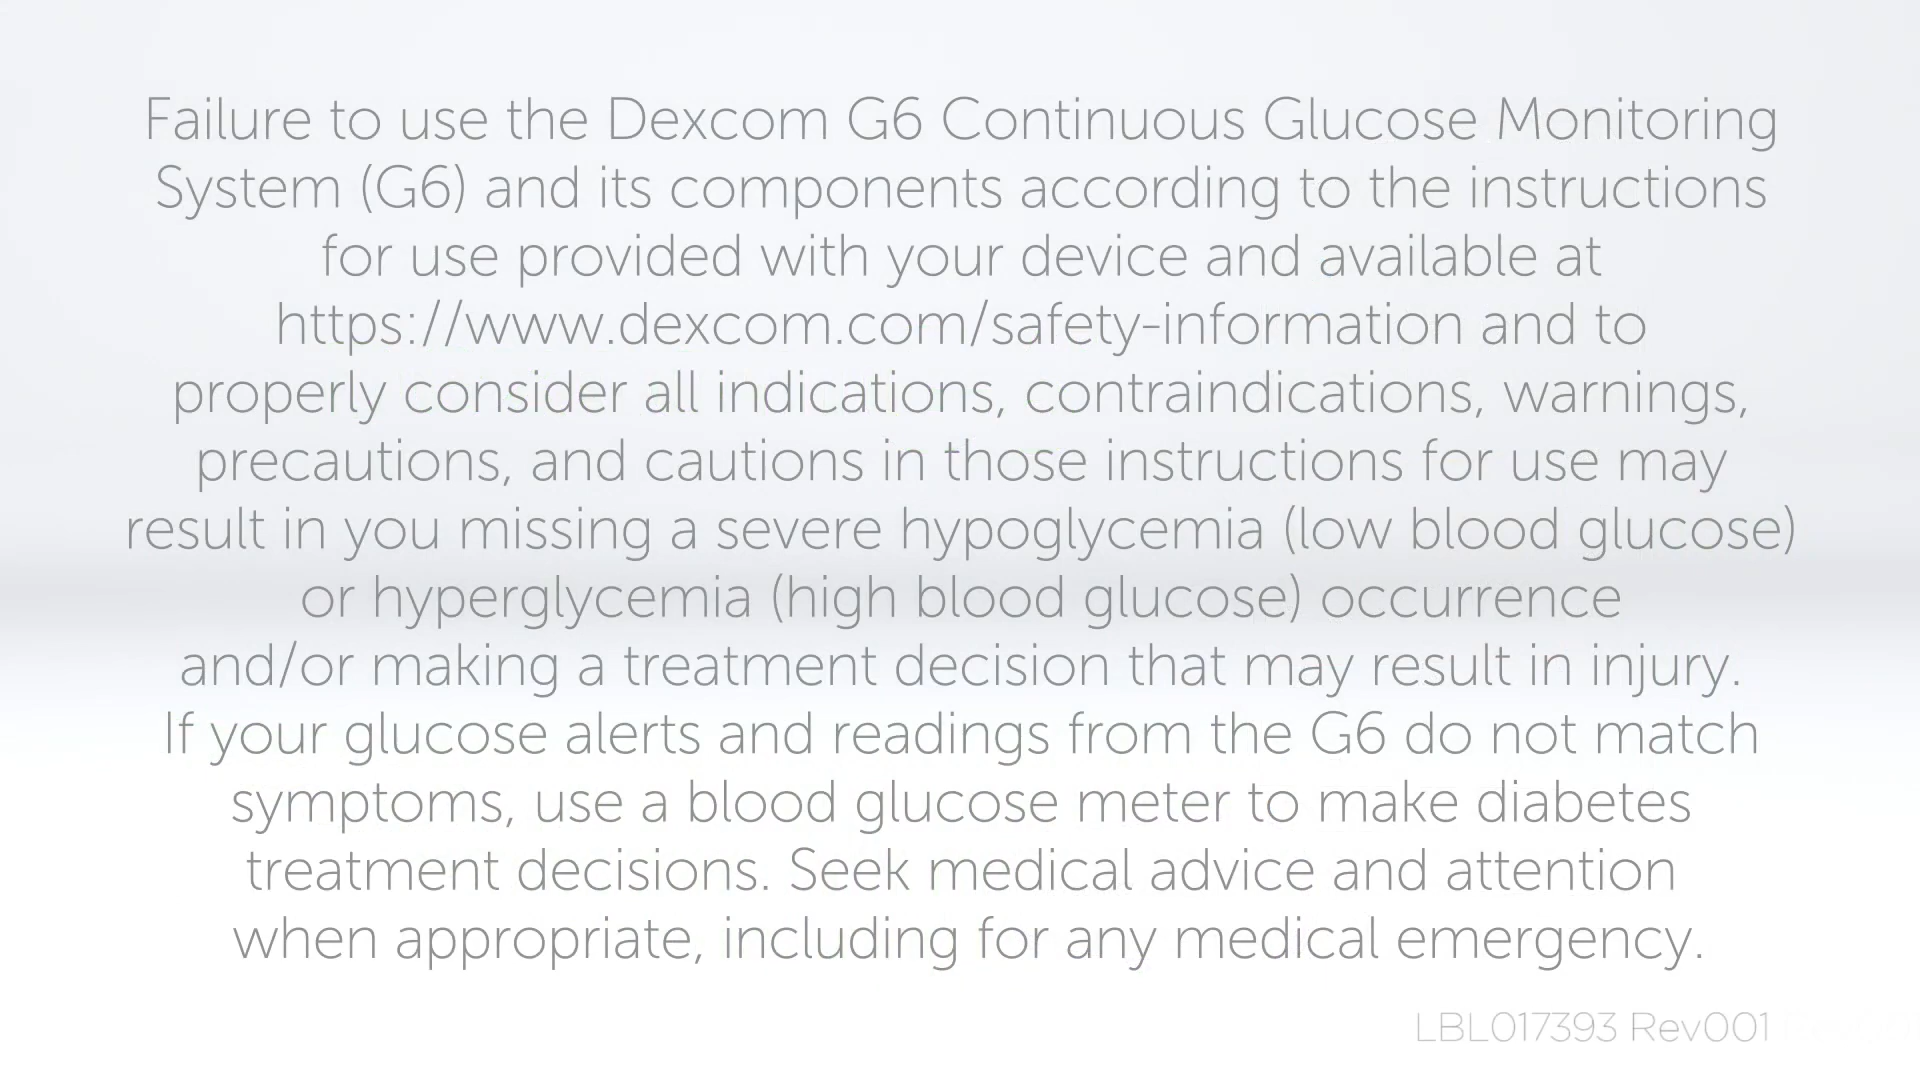 Failure to use the Dexcom G6 Continuous Glucose Monitoring
System (G6) and its components according to the instructions
for use provided with your device and available at
https://www.dexcom.com/safety-information and to
properly consider all indications, contraindications, warnings,
precautions, and cautions in those instructions for use may
result in you missing a severe hypoglycemia (low blood glucose)
or hyperglycemia (high blood glucose) occurrence
and/or making a treatment decision that may result in injury.
If your glucose alerts and readings from the G6 do not match
symptoms, use a blood glucose meter to make diabetes
treatment decisions. Seek medical advice and attention
when appropriate, including for any medical emergency.
LBL017393 Rev001